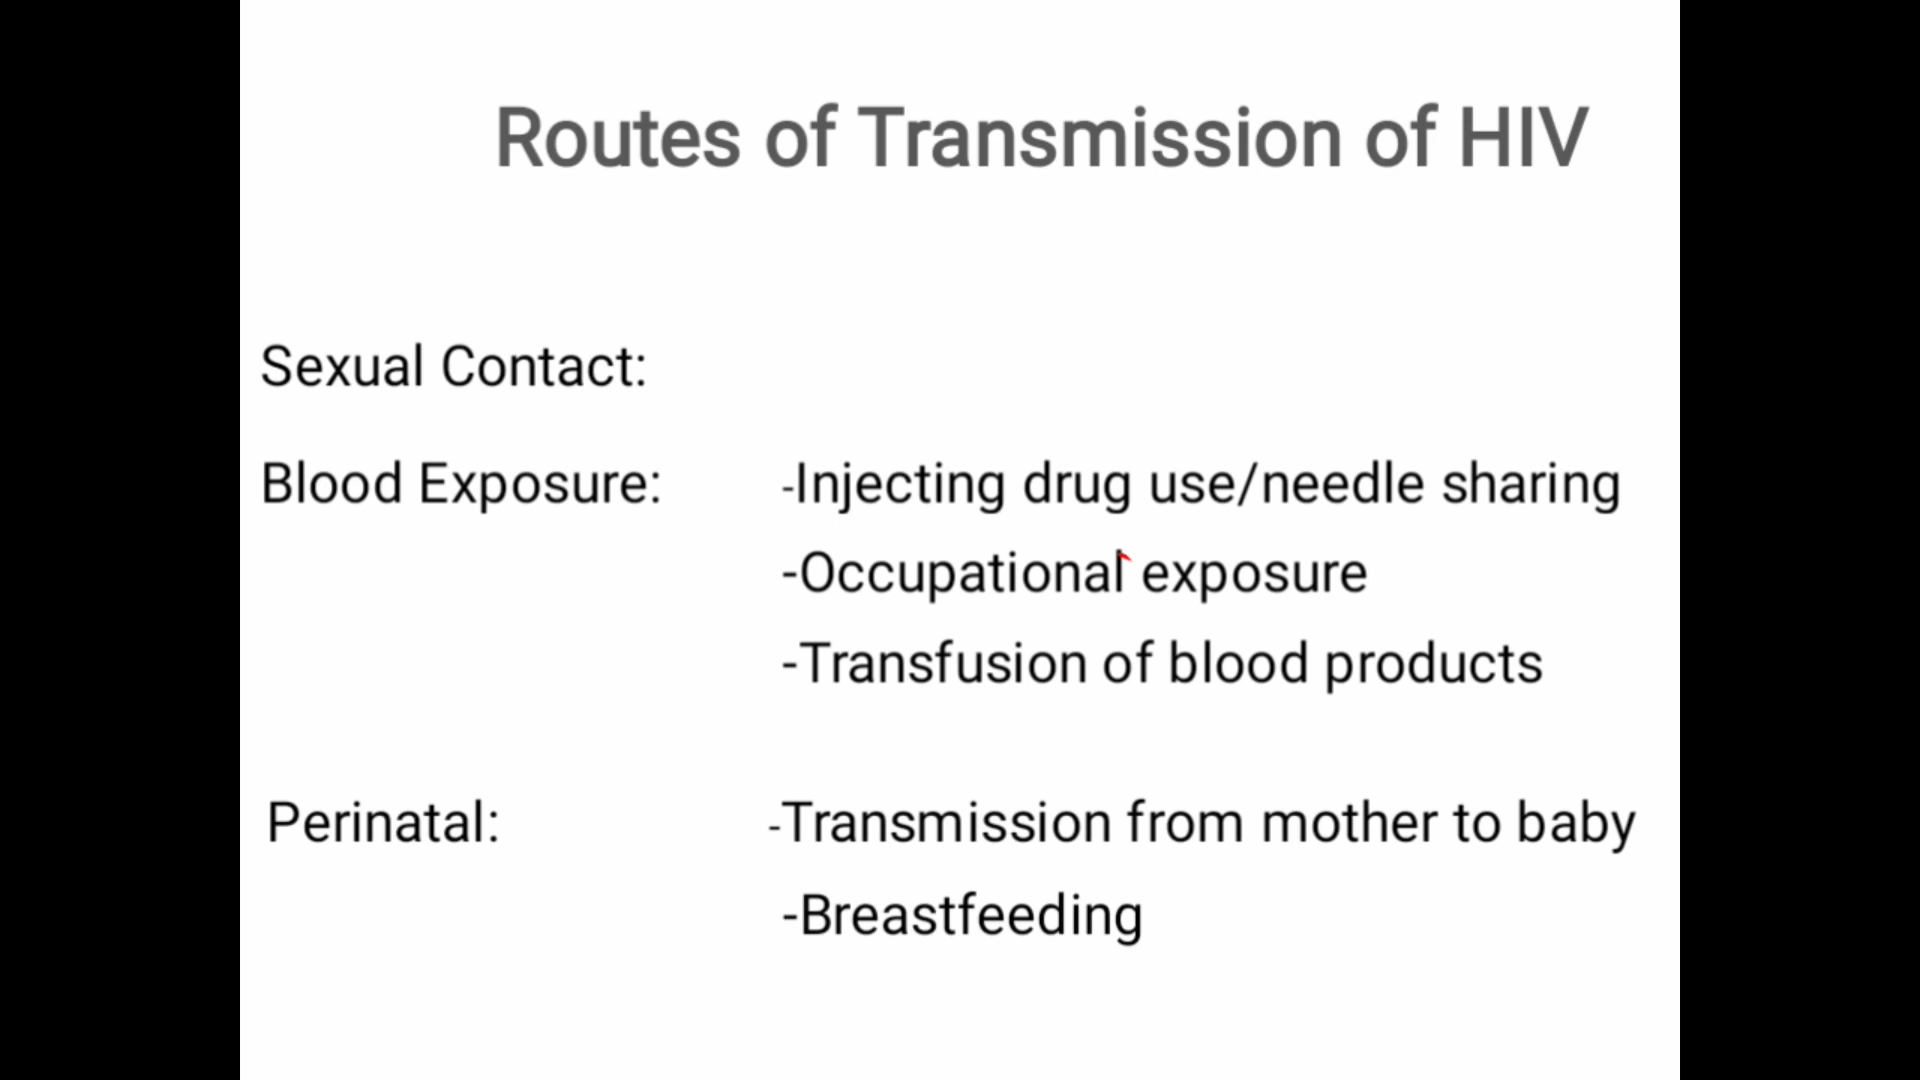 Routes of Transmission of HIV
Sexual Contact:
Blood Exposure: -Injecting drug use/needle sharing
-Occupational exposure
-Transfusion of blood products
Perinatal: -Transmission from mother to baby
-Breastfeeding